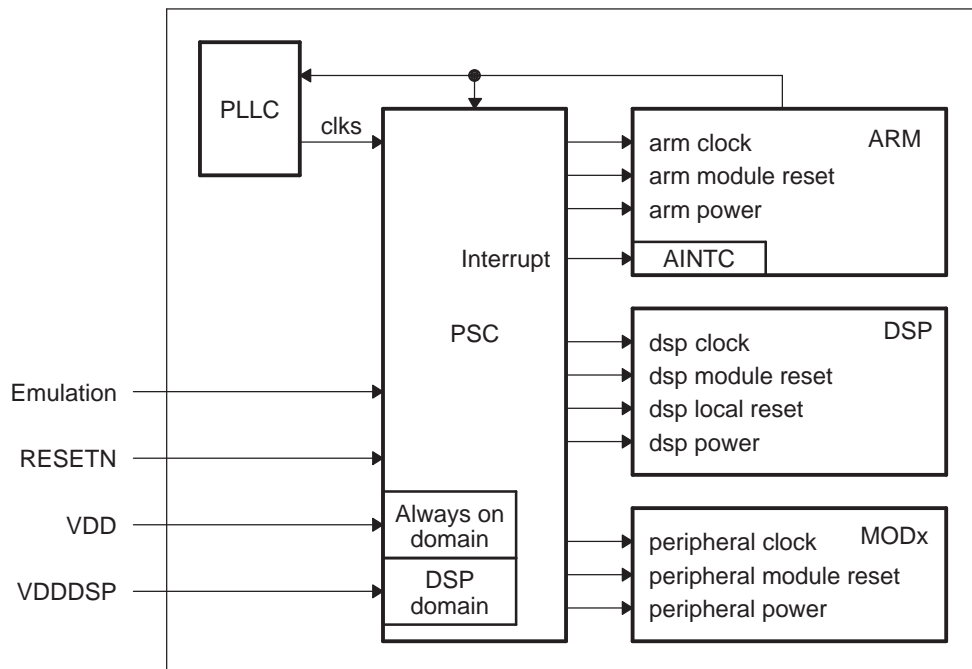 PLLC
clks
arm clock
ARM
arm module reset
arm power
Interrupt
AINTC
PSC
dsp clock
DSP
dsp module reset
dsp local reset
dsp power
Emulation
RESETN
VDD
Always on
domain
VDDDSP
DSP
domain
peripheral clock
MODx
peripheral module reset
peripheral power